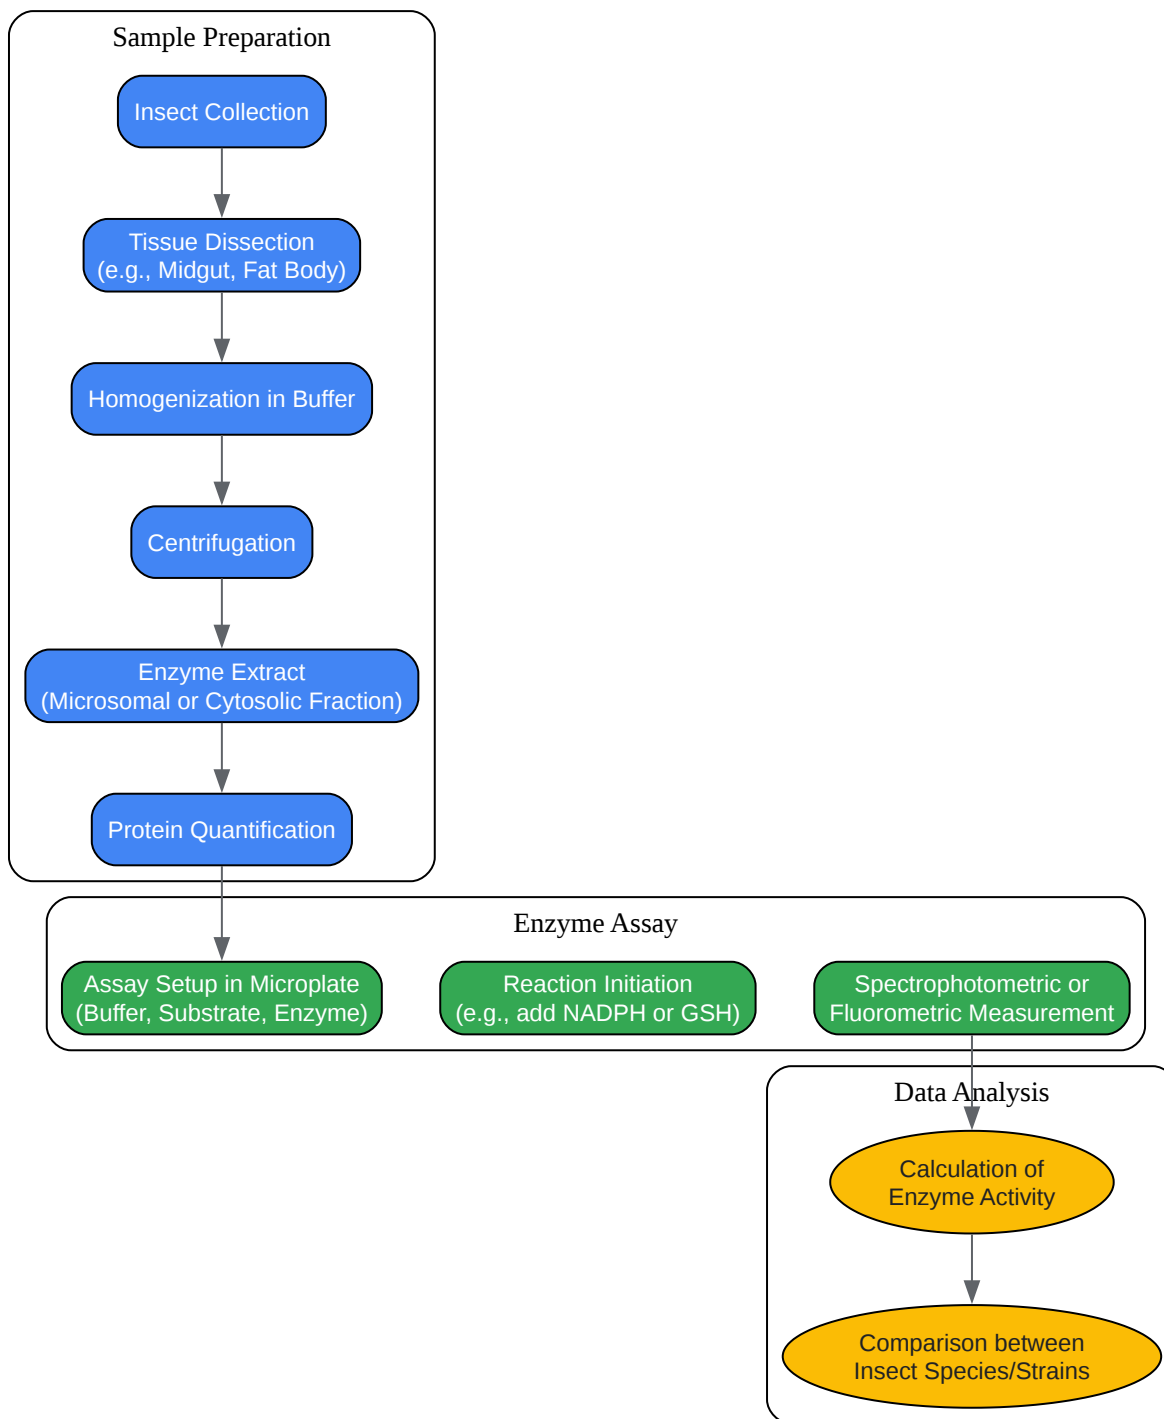 Sample Preparation
Insect Collection
Tissue Dissection
(e.g., Midgut, Fat Body)
Homogenization in Buffer
Centrifugation
Enzyme Extract
(Microsomal or Cytosolic Fraction)
Protein Quantification
Enzyme Assay
Assay Setup in Microplate
(Buffer, Substrate, Enzyme)
Reaction Initiation
(e.g., add NADPH or GSH)
Spectrophotometric or
Fluorometric Measurement
Data Analysis
Calculation of
Enzyme Activity
Comparison between
Insect Species/Strains